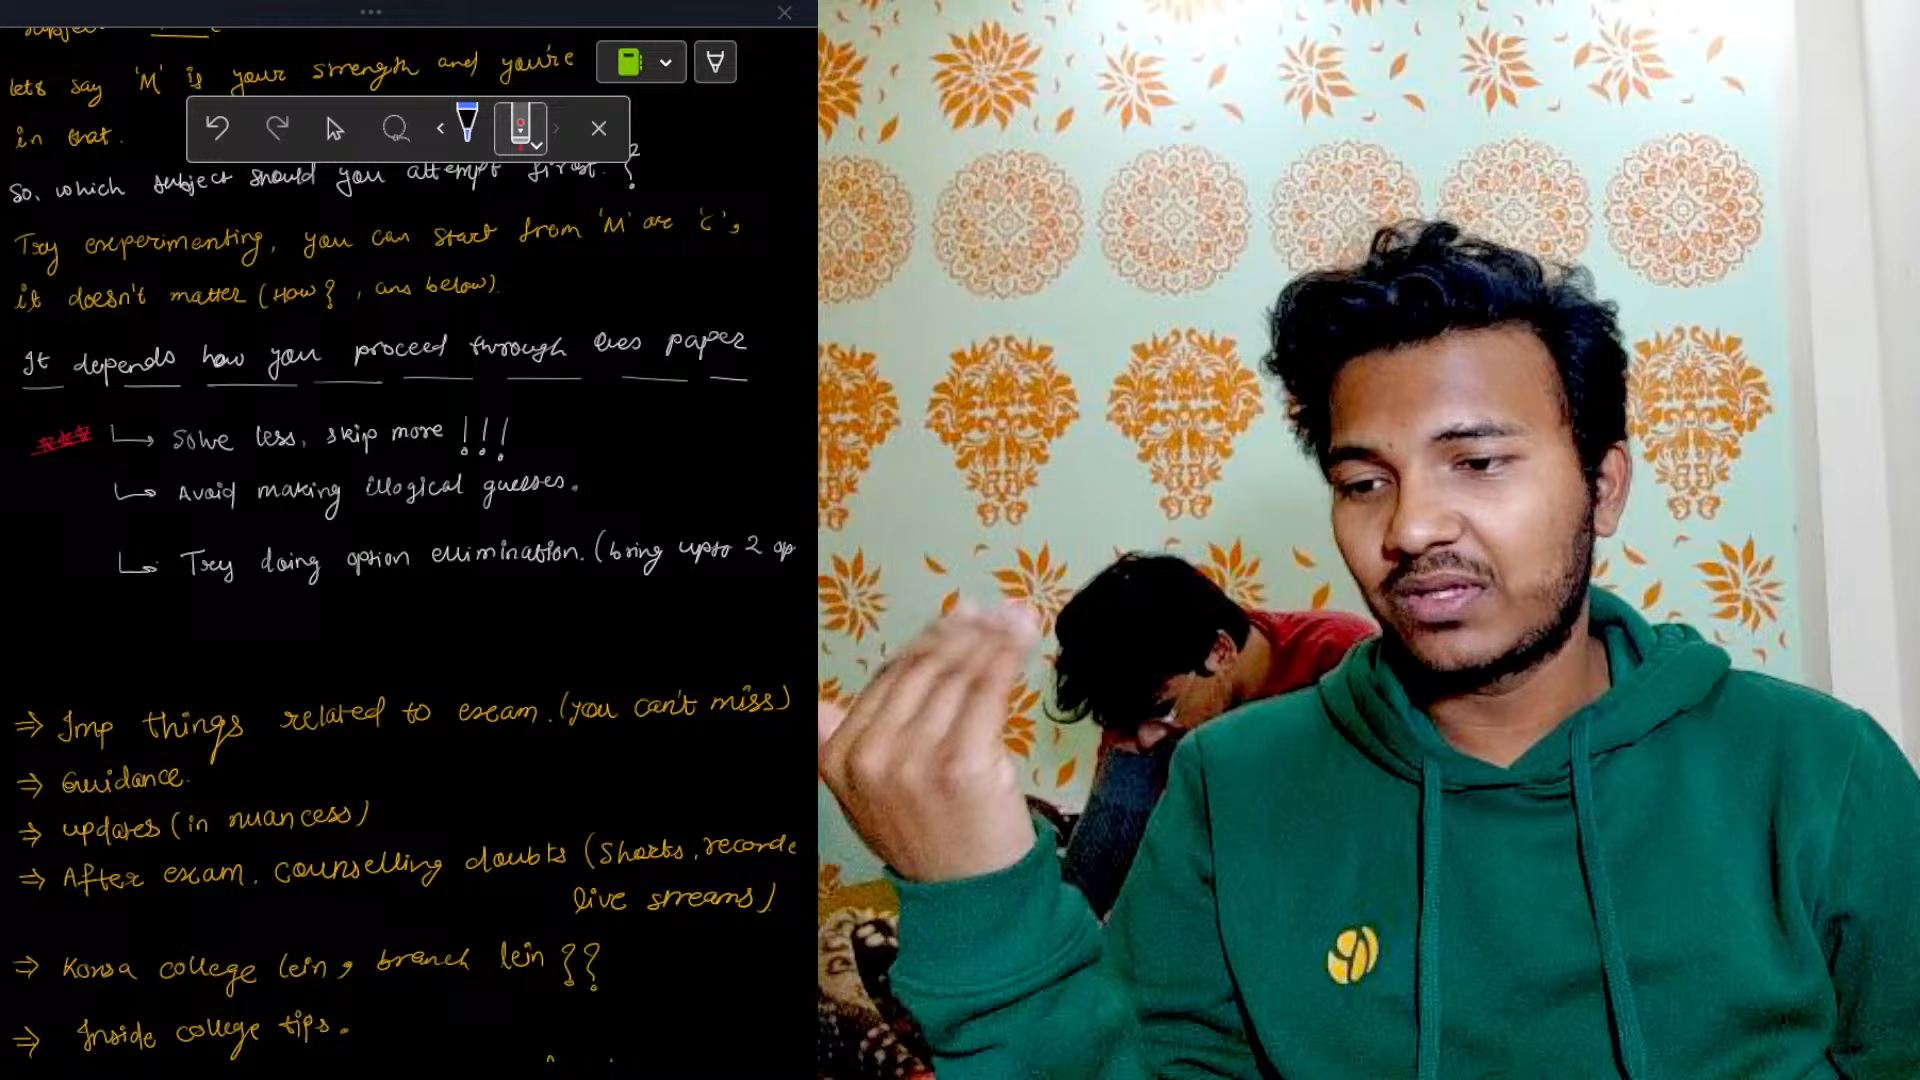 lets say 'M' is your strength and you're
in that.
So, which subject should you attempt first. ?
Try experimenting, you can start from 'M' are 'C',
it doesn't matter (How?, ans below).
It depends how you proceed through the paper
*** ↳ Solve less, skip more !!!
↳ Avoid making illogical guesses.
↳ Try doing option ellimination. (bring upto 2 op
⇒ Imp things related to exam. (you can't miss)
⇒ Guidance.
⇒ updates (in nuancess)
⇒ After exam, counselling doubts (Shorts, recorde
live streams)
⇒ Konsa college lein, branch lein ??
⇒ Inside college tips.